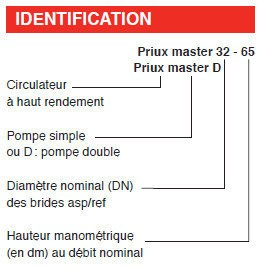 IDENTIFICATION
Priux master 32 - 65
Priux master D
Circulateur
à haut rendement
Pompe simple
ou D : pompe double
Diamètre nominal (DN)
des brides asp/ref
Hauteur manométrique
(en dm) au débit nominal